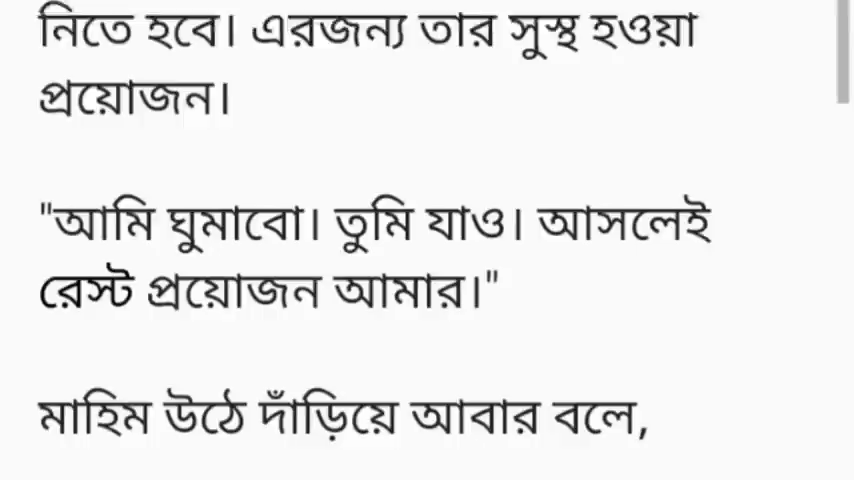 নিতে হবে। এরজন্য তার সুস্থ হওয়া
প্রয়োজন।
"আমি ঘুমাবো। তুমি যাও। আসলেই
রেস্ট প্রয়োজন আমার।"
মাহিম উঠে দাঁড়িয়ে আবার বলে,